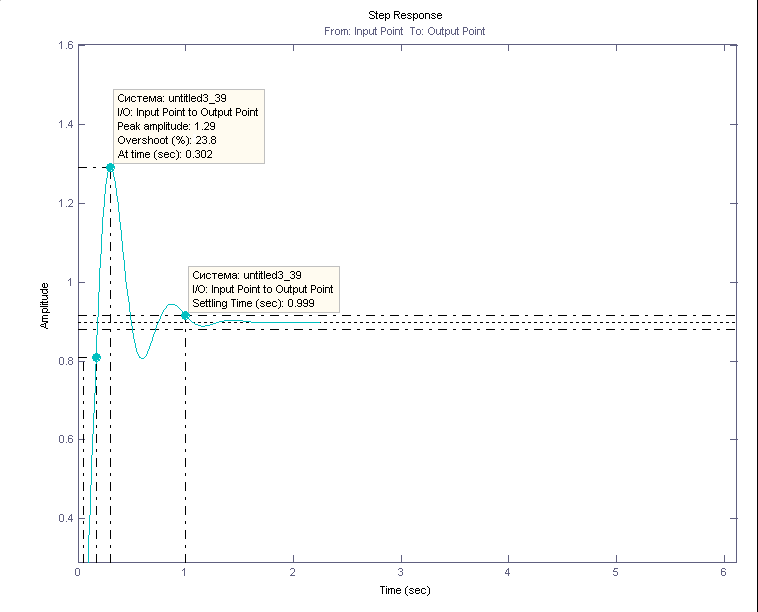 Step Response
From: Input Point To: Output Point
1.6
Система: untitled3_39
I/O: Input Point to Output Point
Peak amplitude: 1.29
Overshoot (%): 23.8
At time (sec): 0.302
1.4
1.2
Система: untitled3_39
I/O: Input Point to Output Point
Settling Time (sec): 0.999
1
Amplitude
0.8
0.6
0.4
0
1
2
3
4
5
6
Time (sec)